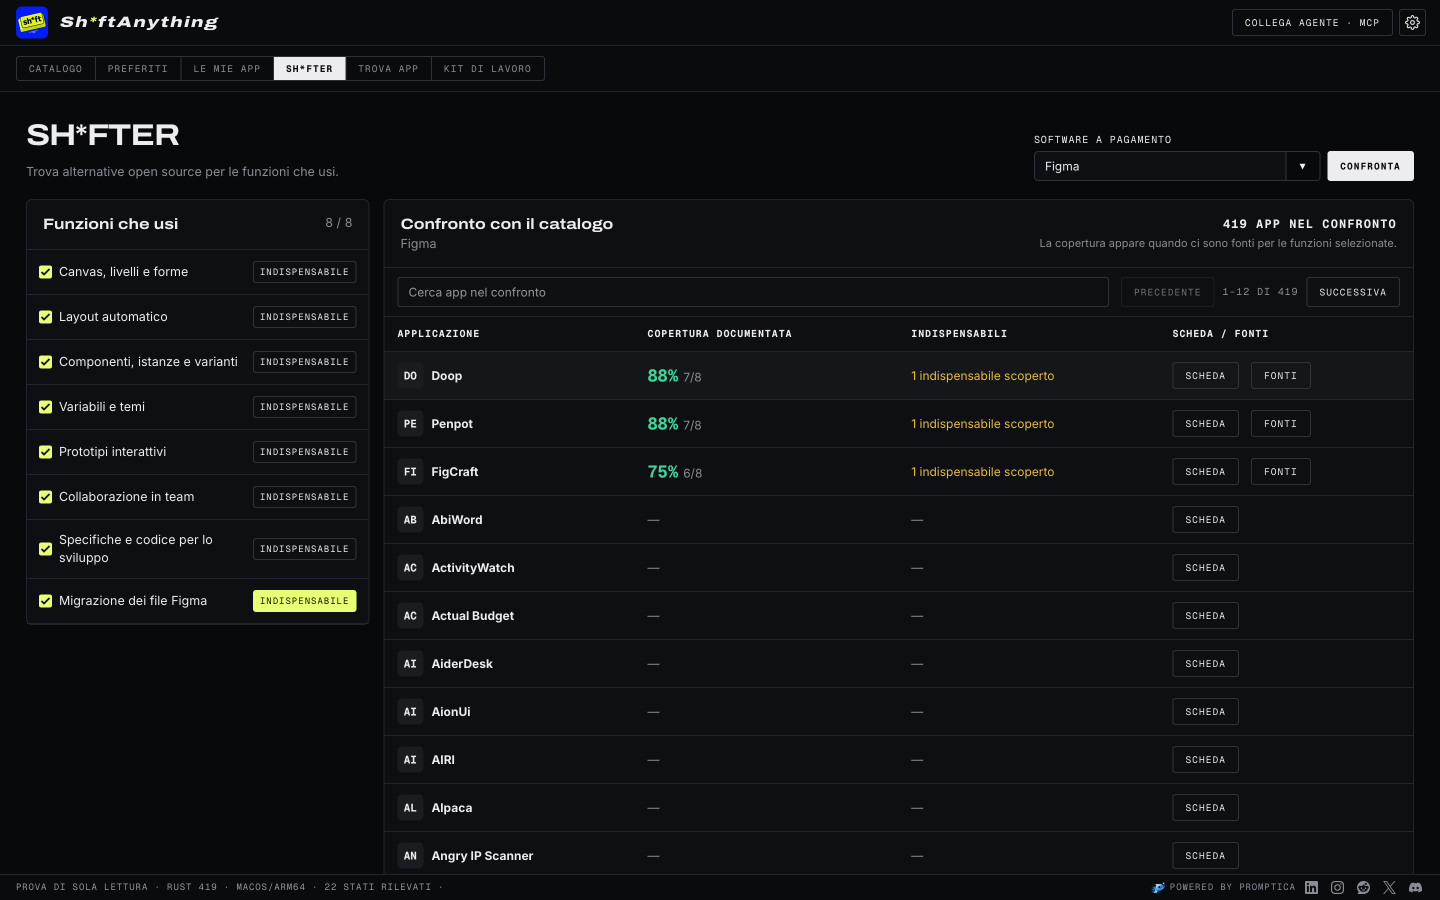 sh*ft
Sh*ftAnything
COLLEGA AGENTE · MCP
CATALOGO
PREFERITI
LE MIE APP
SH*FTER
TROVA APP
KIT DI LAVORO
SH*FTER
Trova alternative open source per le funzioni che usi.
SOFTWARE A PAGAMENTO
Figma
CONFRONTA
Funzioni che usi
8 / 8
Canvas, livelli e forme
INDISPENSABILE
Layout automatico
INDISPENSABILE
Componenti, istanze e varianti
INDISPENSABILE
Variabili e temi
INDISPENSABILE
Prototipi interattivi
INDISPENSABILE
Collaborazione in team
INDISPENSABILE
Specifiche e codice per lo
sviluppo
INDISPENSABILE
Migrazione dei file Figma
INDISPENSABILE
Confronto con il catalogo
Figma
419 APP NEL CONFRONTO
La copertura appare quando ci sono fonti per le funzioni selezionate.
Cerca app nel confronto
PRECEDENTE
1–12 DI 419
SUCCESSIVA
APPLICAZIONE
COPERTURA DOCUMENTATA
INDISPENSABILI
SCHEDA / FONTI
DO Doop 88% 7/8 1 indispensabile scoperto SCHEDA FONTI
PE Penpot 88% 7/8 1 indispensabile scoperto SCHEDA FONTI
FI FigCraft 75% 6/8 1 indispensabile scoperto SCHEDA FONTI
AB AbiWord — — SCHEDA
AC ActivityWatch — — SCHEDA
AC Actual Budget — — SCHEDA
AI AiderDesk — — SCHEDA
AI AionUi — — SCHEDA
AI AIRI — — SCHEDA
AL Alpaca — — SCHEDA
AN Angry IP Scanner — — SCHEDA
PROVA DI SOLA LETTURA · RUST 419 · MACOS/ARM64 · 22 STATI RILEVATI ·
POWERED BY PROMPTICA